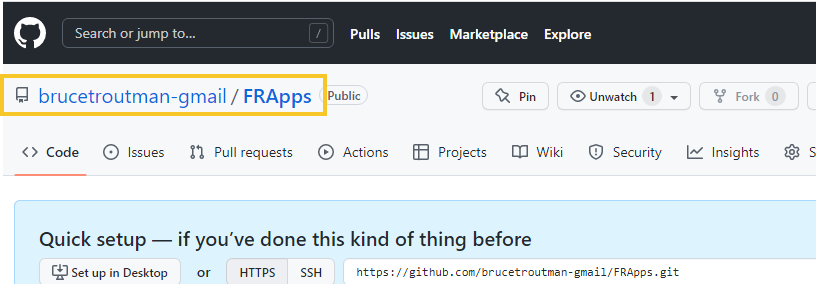 Search or jump to... / Pulls Issues Marketplace Explore
brucetroutman-gmail / FRApps Public Pin Unwatch 1 Fork 0
Code Issues Pull requests Actions Projects Wiki Security Insights S
Quick setup — if you've done this kind of thing before
Set up in Desktop or HTTPS SSH https://github.com/brucetroutman-gmail/FRApps.git